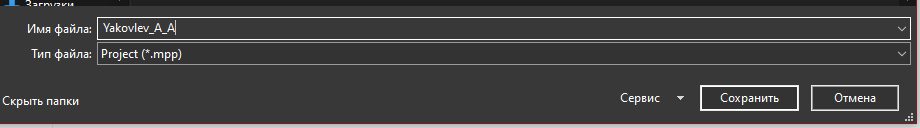 Загрузки
Имя файла: Yakovlev_A_A
Тип файла: Project (*.mpp)
Скрыть папки Сервис Сохранить Отмена